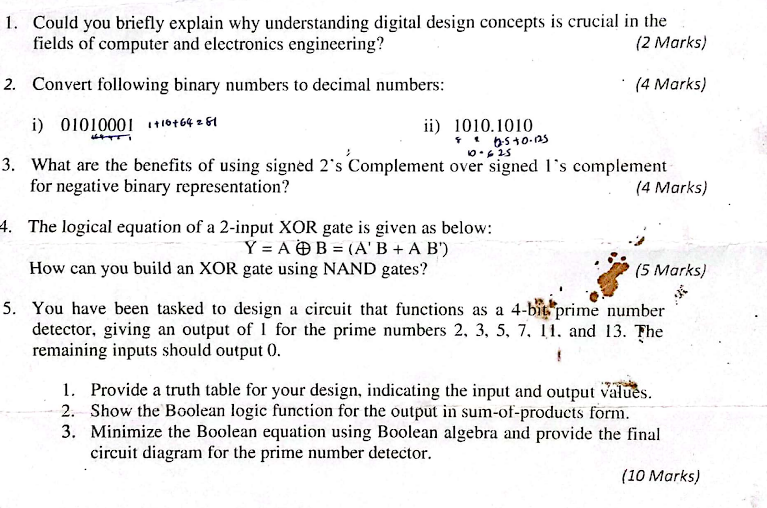 1. Could you briefly explain why understanding digital design concepts is crucial in the
fields of computer and electronics engineering? (2 Marks)
2. Convert following binary numbers to decimal numbers: (4 Marks)
i) 01010001 1+16+64=81 ii) 1010.1010
0.5+0.125
10.625
3. What are the benefits of using signed 2's Complement over signed 1's complement
for negative binary representation? (4 Marks)
4. The logical equation of a 2-input XOR gate is given as below:
Y = A ⊕ B = (A' B + A B')
How can you build an XOR gate using NAND gates? (5 Marks)
5. You have been tasked to design a circuit that functions as a 4-bit prime number
detector, giving an output of 1 for the prime numbers 2, 3, 5, 7, 11, and 13. The
remaining inputs should output 0.
1. Provide a truth table for your design, indicating the input and output values.
2. Show the Boolean logic function for the output in sum-of-products form.
3. Minimize the Boolean equation using Boolean algebra and provide the final
circuit diagram for the prime number detector.
(10 Marks)